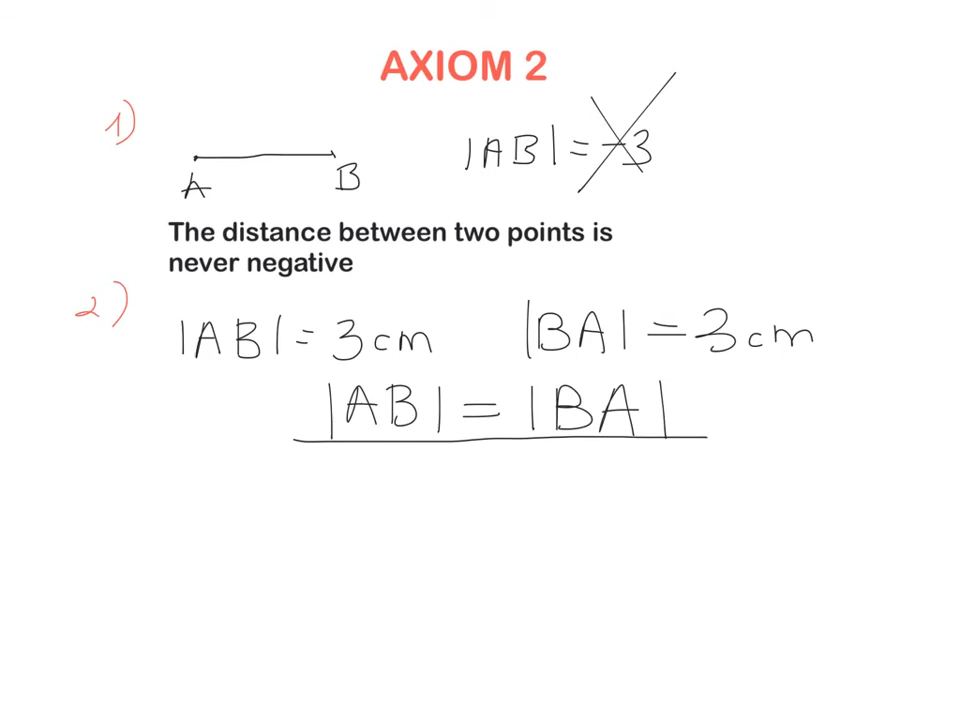 AXIOM 2
1)
|AB| = -3
A B
The distance between two points is
never negative
2)
|AB| = 3cm |BA| = 3cm
|AB| = |BA|